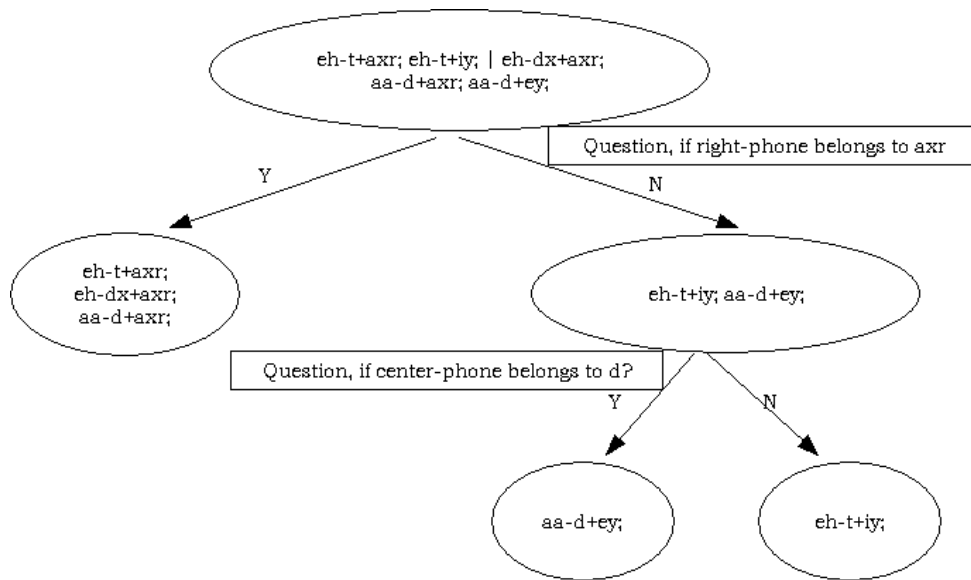 eh-t+axr; eh-t+iy; | eh-dx+axr;
aa-d+axr; aa-d+ey;
Question, if right-phone belongs to axr
Y
N
eh-t+axr;
eh-dx+axr;
aa-d+axr;
eh-t+iy; aa-d+ey;
Question, if center-phone belongs to d?
Y
N
aa-d+ey;
eh-t+iy;